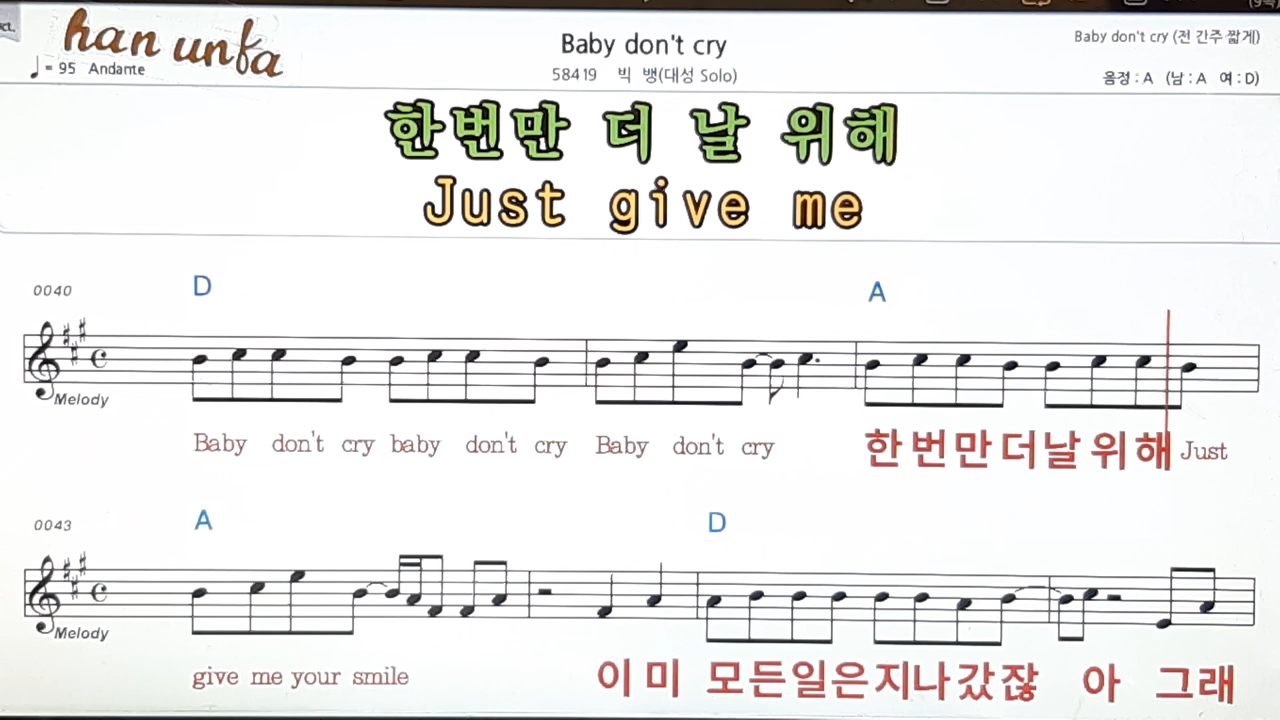 han unfa
♩= 95 Andante
Baby don't cry
58419 빅 뱅(대성 Solo)
Baby don't cry (전 간주 짧게)
음정 : A (남 : A 여 : D)
한번만 더 날 위해
Just give me
0040
D
A
Melody
Baby don't cry baby don't cry Baby don't cry 한번만더날위해 Just
0043
A
D
Melody
give me your smile 이미 모든일은지나갔잖 아 그래